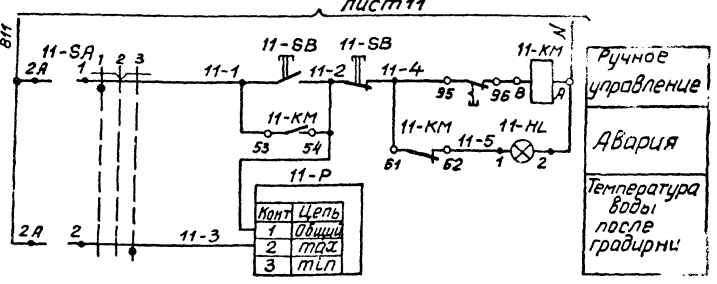 лист 11
811
N
11-SA
1 2 3
2A 1
11-1
11-SB
11-2
11-SB
11-4
95
96 B
11-KM
A
Ручное
управление
11-KM
53 54
11-KM
61 62
11-5
11-HL
1 2
Авария
11-P
Конт Цепь
1 Общий
2 max
3 min
2A 2
11-3
Температура
воды
после
градирни